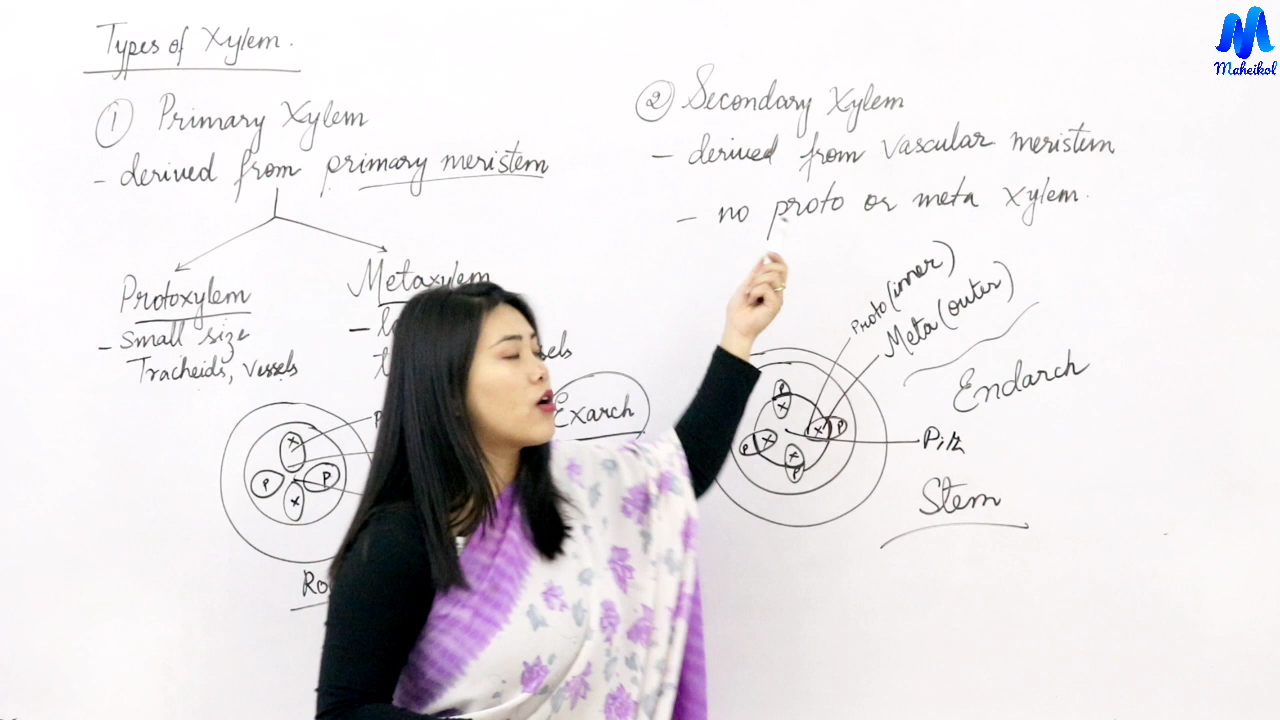 Types of Xylem.
① Primary Xylem
- derived from primary meristem
Protoxylem
- small size
Tracheids, Vessels
Metaxylem
Exarch
x
P
P
x
② Secondary Xylem
- derived from vascular meristem
- no proto or meta xylem.
Proto (inner)
Meta (outer)
Endarch
Stem
P
x
x
P
P
x
x
P
M
Maheikol